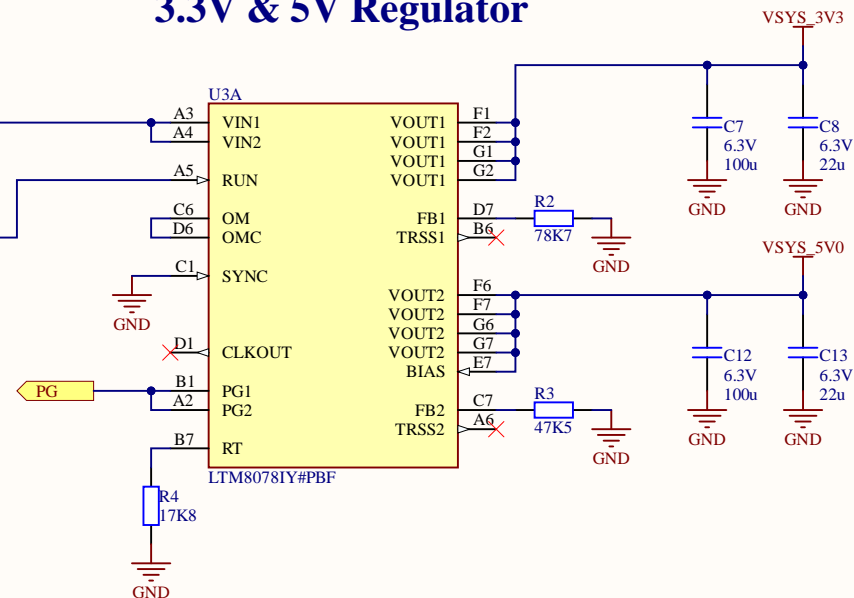 3.3V & 5V Regulator
VSYS_3V3
U3A
A3 VIN1 VOUT1 F1
A4 VIN2 VOUT1 F2
VOUT1 G1
A5 RUN VOUT1 G2
C7
6.3V
100u
C8
6.3V
22u
GND
GND
C6 OM FB1 D7
D6 OMC TRSS1 B6
R2
78K7
GND
C1 SYNC
GND
VSYS_5V0
VOUT2 F6
VOUT2 F7
VOUT2 G6
D1 CLKOUT VOUT2 G7
BIAS E7
C12
6.3V
100u
C13
6.3V
22u
GND
GND
PG
B1 PG1
A2 PG2 FB2 C7
TRSS2 A6
R3
47K5
GND
B7 RT
LTM8078IY#PBF
R4
17K8
GND